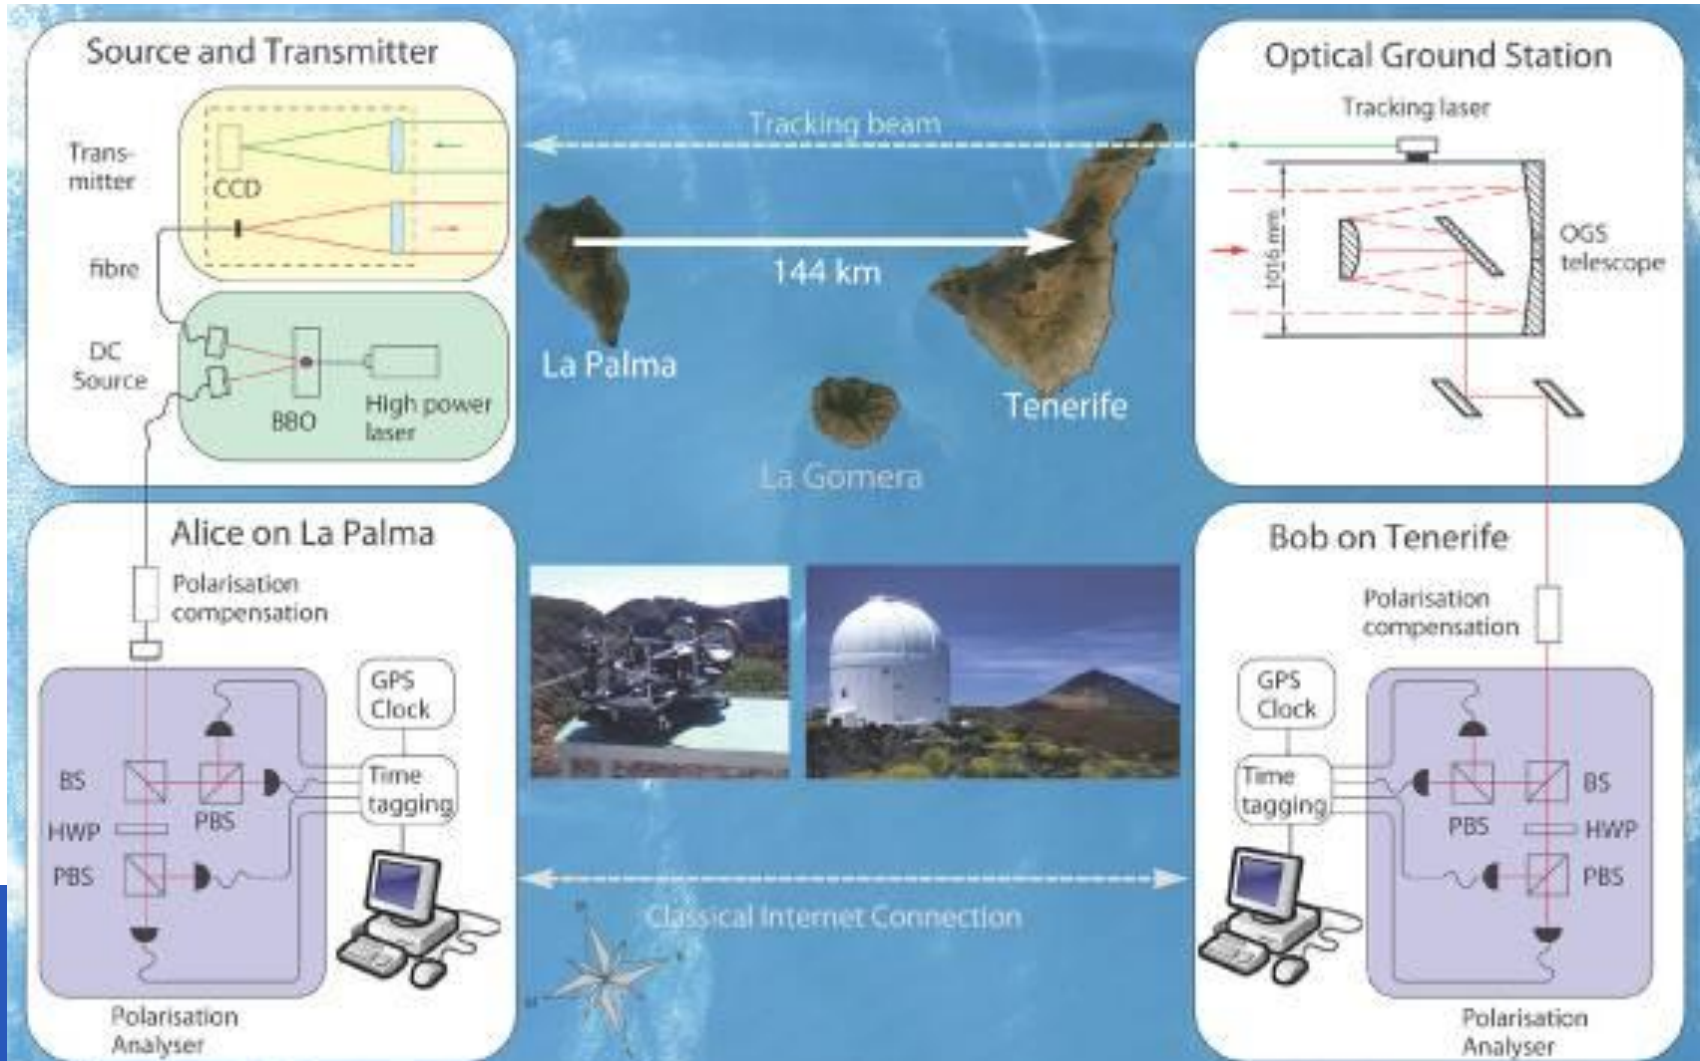 Source and Transmitter
Trans-
mitter
CCD
fibre
DC
Source
BBO
High power
laser
Tracking beam
144 km
La Palma
Tenerife
La Gomera
Optical Ground Station
Tracking laser
1016 mm
OGS
telescope
Alice on La Palma
Polarisation
compensation
GPS
Clock
BS
Time
tagging
PBS
HWP
PBS
Polarisation
Analyser
Classical Internet Connection
Bob on Tenerife
Polarisation
compensation
GPS
Clock
Time
tagging
BS
PBS
HWP
PBS
Polarisation
Analyser